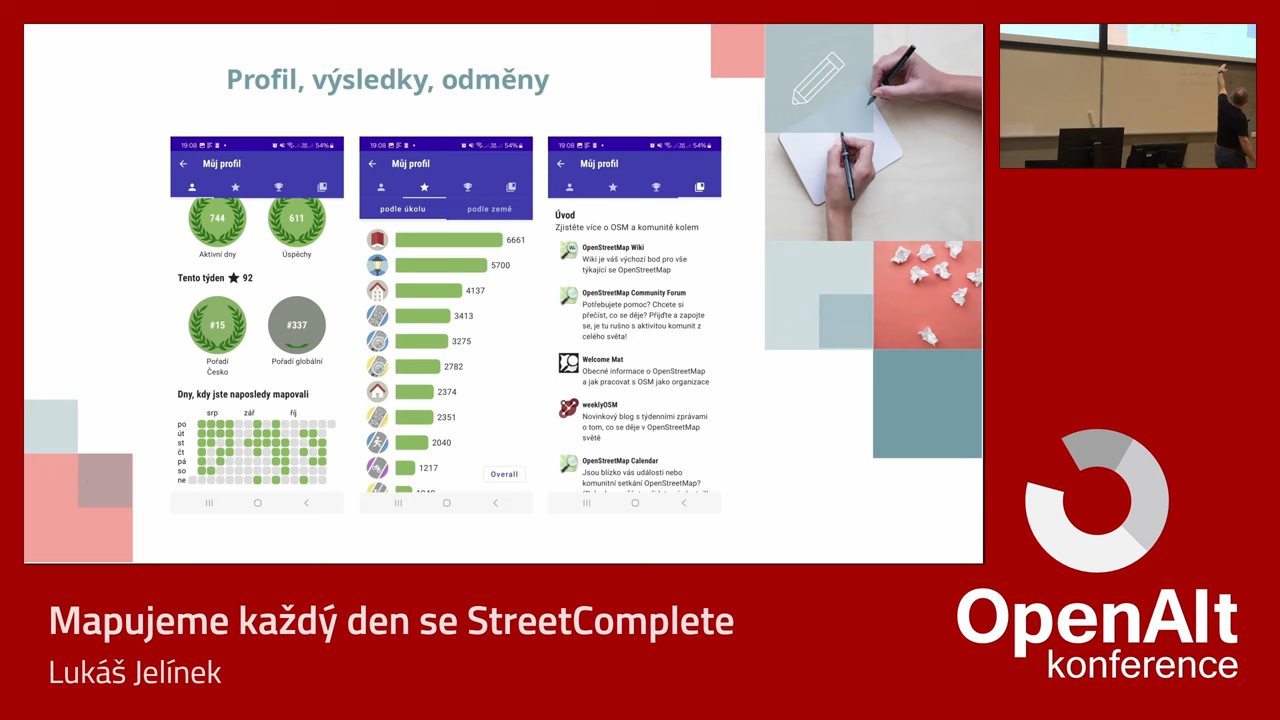 Profil, výsledky, odměny
19:08
54%
Můj profil
744
611
Aktivní dny
Úspěchy
Tento týden ★ 92
#15
#337
Pořadí
Česko
Pořadí globální
Dny, kdy jste naposledy mapovali
srp
zář
říj
po
út
st
čt
pá
so
ne
19:08
54%
Můj profil
podle úkolu
podle země
6661
5700
4137
3413
3275
2782
2374
2351
2040
1217
Overall
19:08
54%
Můj profil
Úvod
Zjistěte více o OSM a komunitě kolem
OpenStreetMap Wiki
Wiki je váš výchozí bod pro vše
týkající se OpenStreetMap
OpenStreetMap Community Forum
Potřebujete pomoc? Chcete si
přečíst, co se děje? Přijďte a zapojte
se, je tu rušno s aktivitou komunit z
celého světa!
Welcome Mat
Obecné informace o OpenStreetMap
a jak pracovat s OSM jako organizace
weeklyOSM
Novinkový blog s týdenními zprávami
o tom, co se děje v OpenStreetMap
světě
OpenStreetMap Calendar
Jsou blízko vás události nebo
komunitní setkání OpenStreetMap?
Mapujeme každý den se StreetComplete
Lukáš Jelínek
OpenAlt
konference